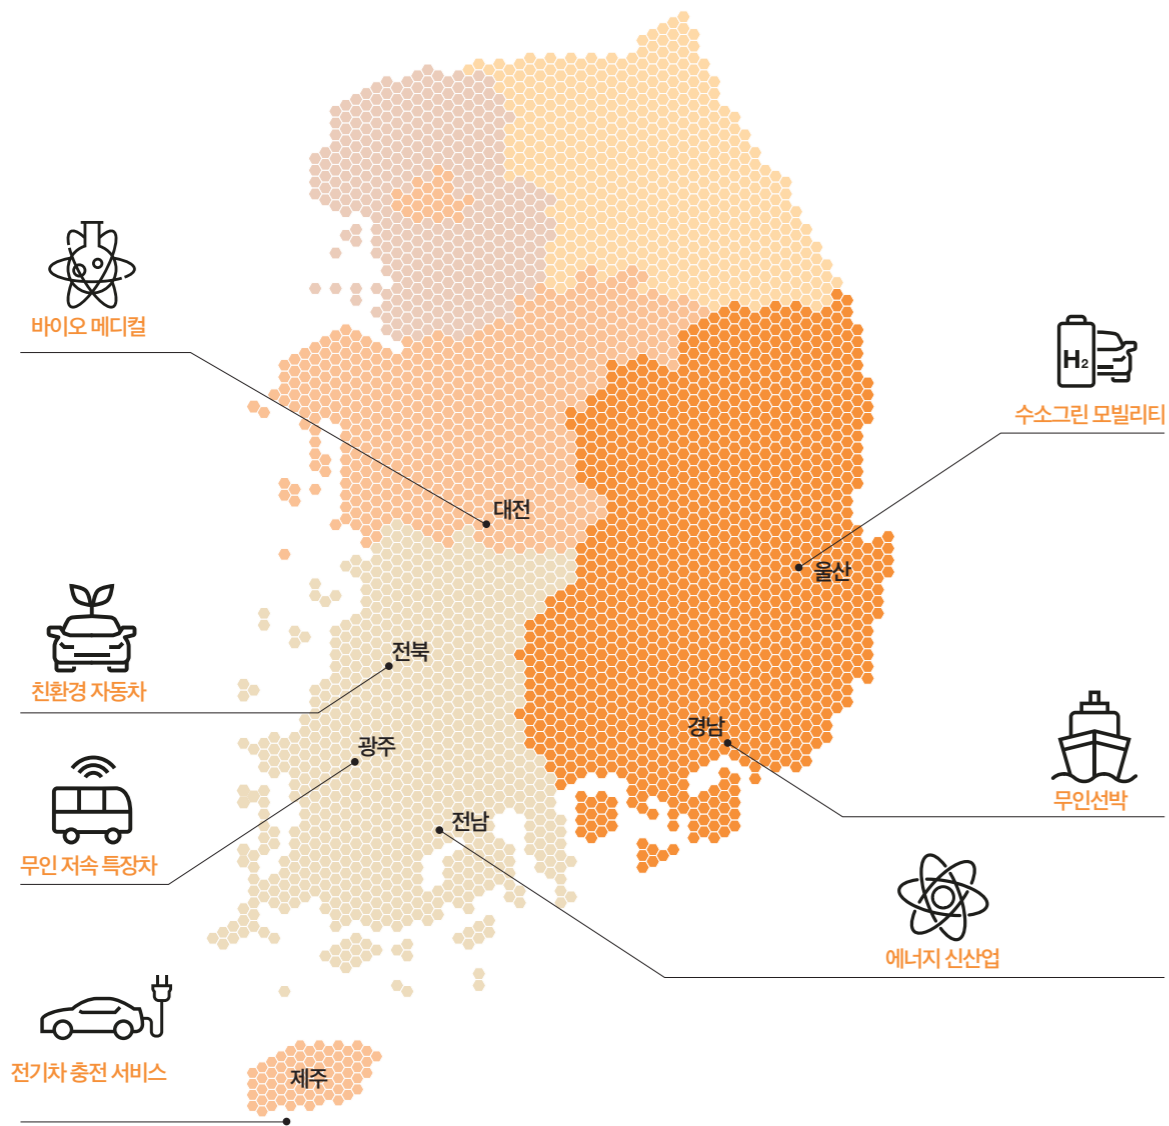 바이오 메디컬
H₂
수소그린 모빌리티
대전
울산
친환경 자동차
전북
경남
광주
무인선박
무인 저속 특장차
전남
에너지 신산업
전기차 충전 서비스
제주